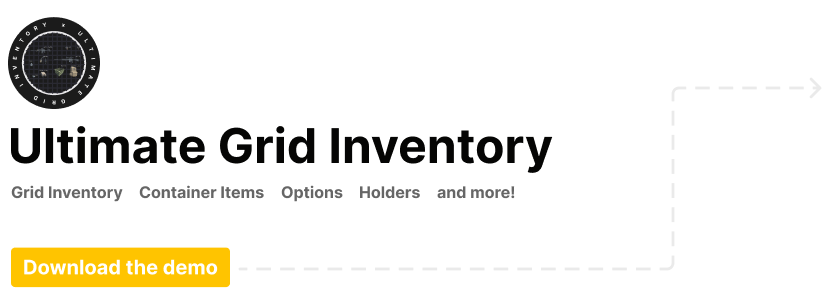 ULTIMATE GRID INVENTORY x
Ultimate Grid Inventory
Grid Inventory Container Items Options Holders and more!
Download the demo